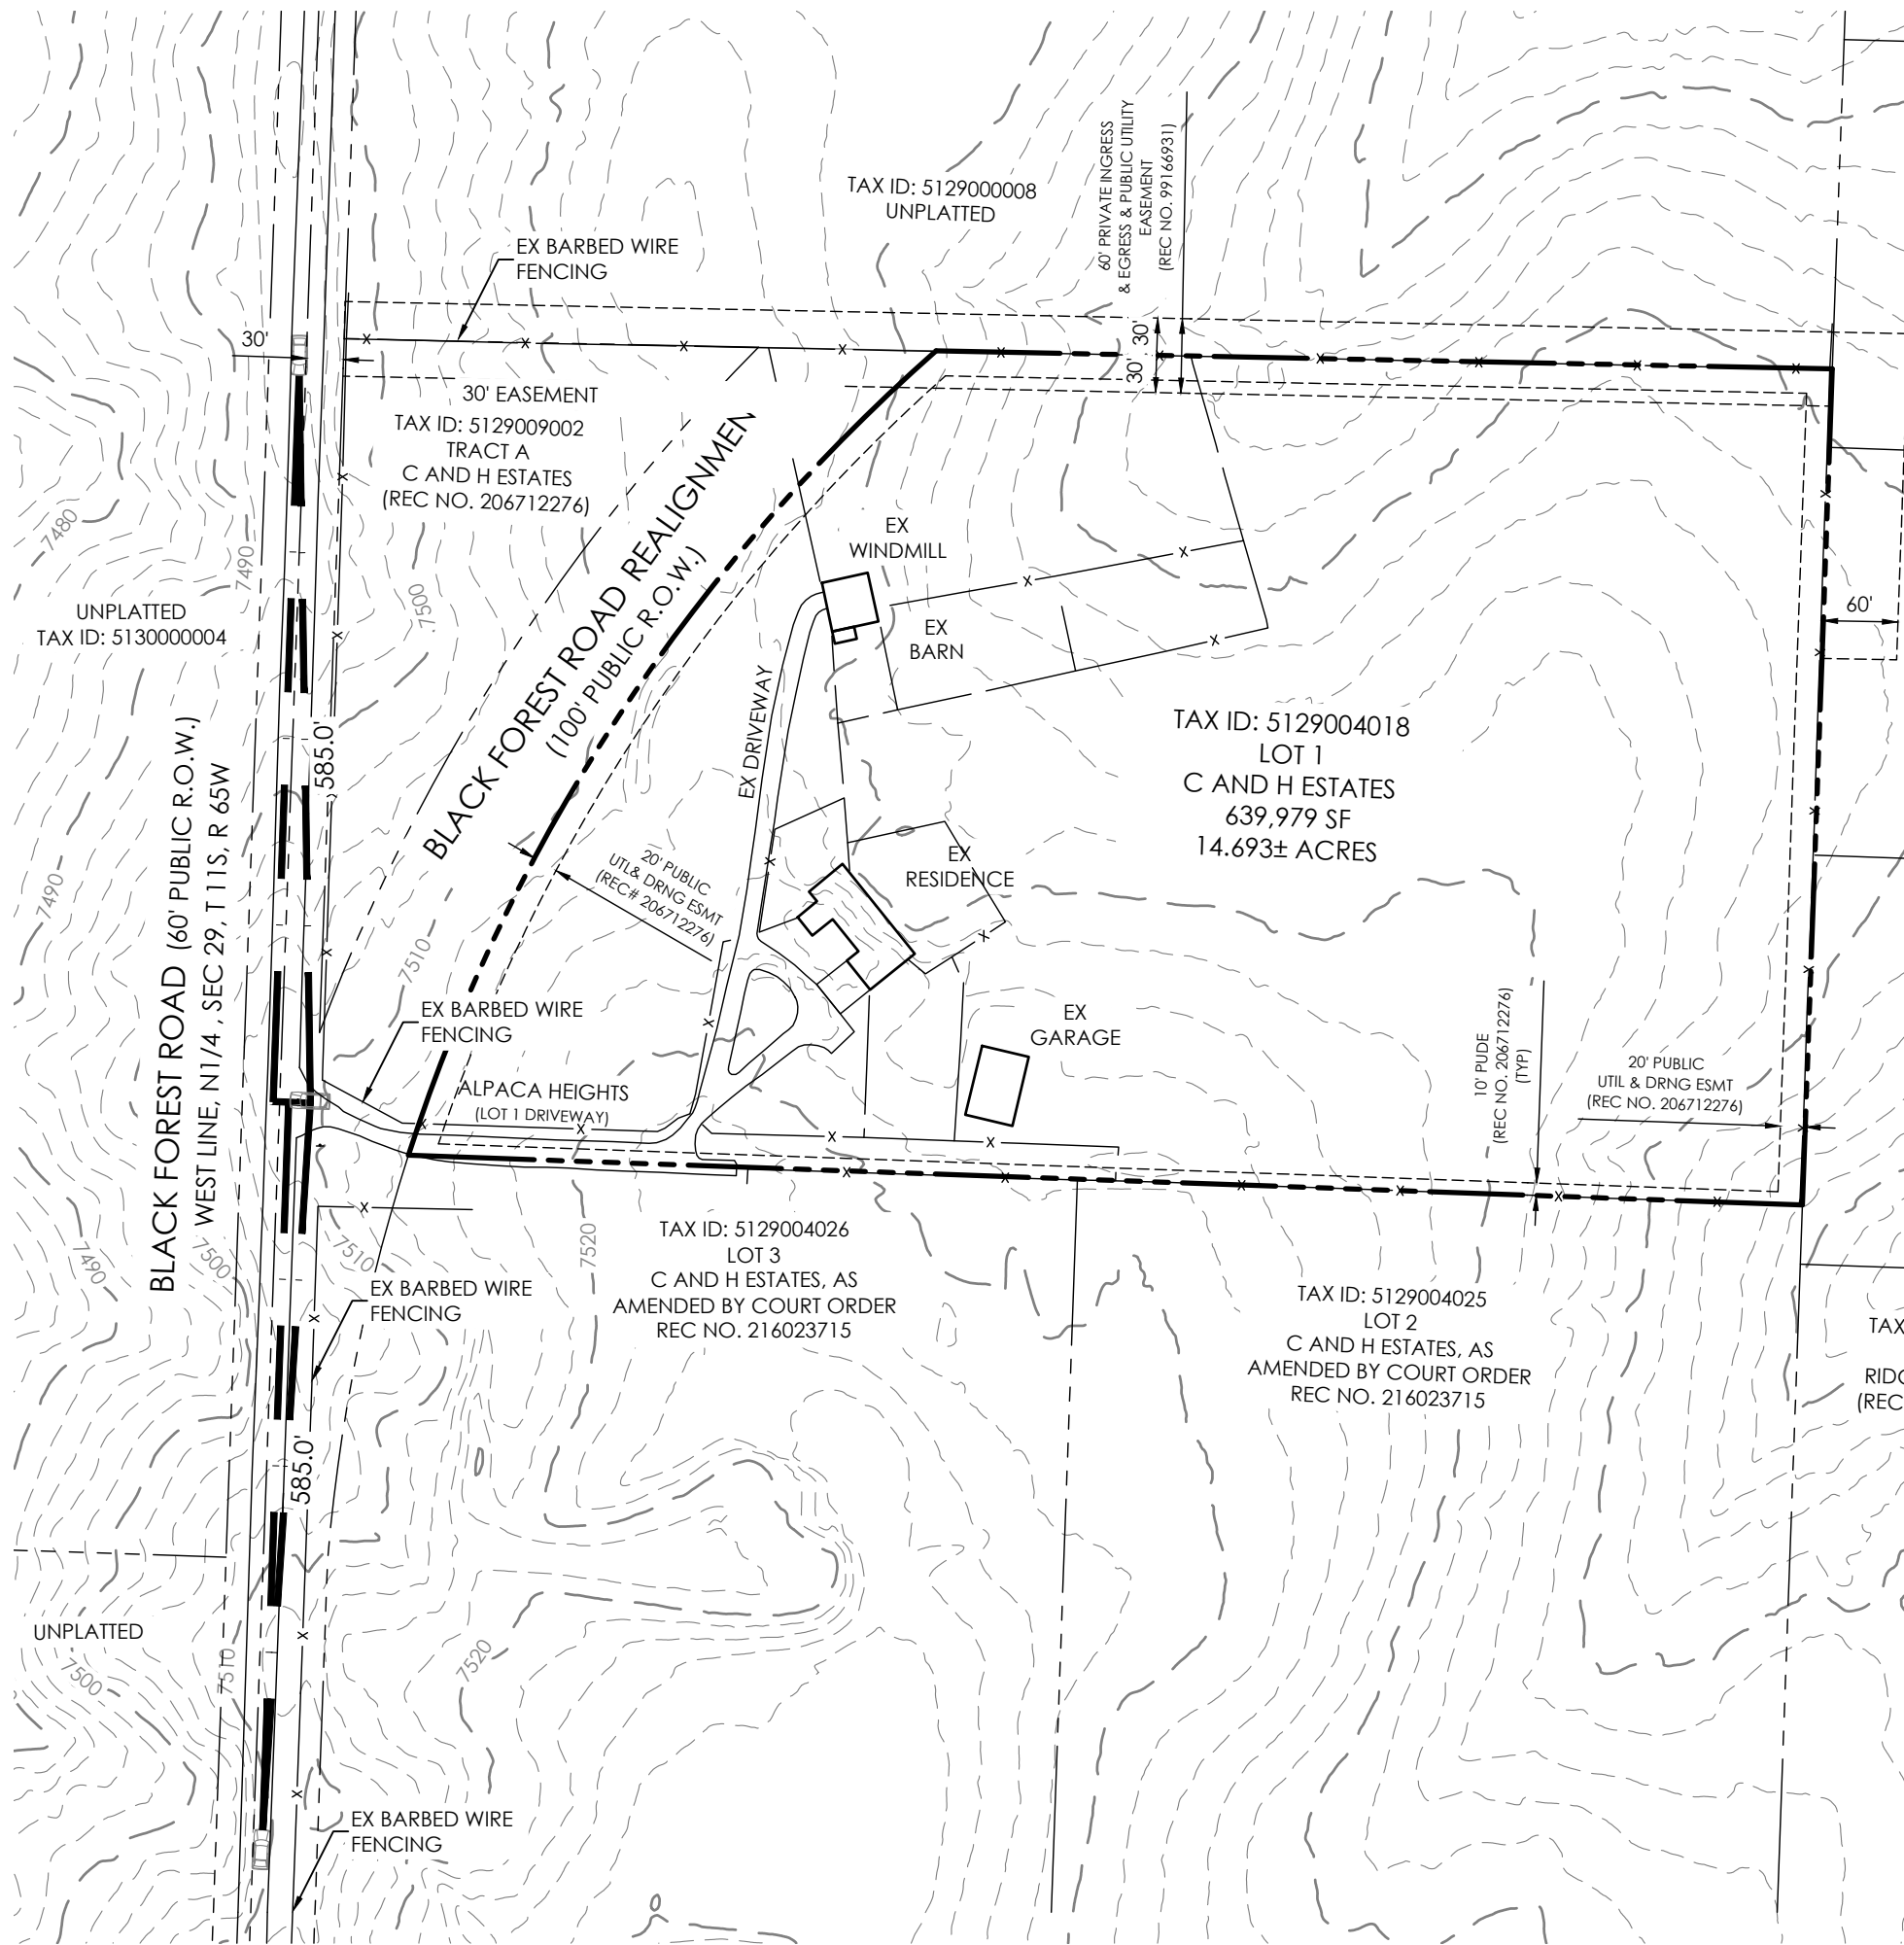 TAX ID: 5129000008
UNPLATTED
60' PRIVATE INGRESS
& EGRESS & PUBLIC UTILITY
EASEMENT
(REC NO. 99166931)
EX BARBED WIRE
FENCING
30'
30'
30'
30' EASEMENT
TAX ID: 5129009002
TRACT A
C AND H ESTATES
(REC NO. 206712276)
BLACK FOREST ROAD REALIGNMEN
(100' PUBLIC R.O.W.)
7480
7490
7500
EX
WINDMILL
EX
BARN
60'
UNPLATTED
TAX ID: 5130000004
EX DRIVEWAY
TAX ID: 5129004018
LOT 1
C AND H ESTATES
639,979 SF
14.693± ACRES
585.0'
BLACK FOREST ROAD (60' PUBLIC R.O.W.)
WEST LINE, N1/4 , SEC 29, T 11S, R 65W
20' PUBLIC
UTL& DRNG ESMT
(REC# 206712276)
EX
RESIDENCE
7490
7510
EX BARBED WIRE
FENCING
EX
GARAGE
10' PUDE
(REC NO. 206712276)
(TYP)
20' PUBLIC
UTIL & DRNG ESMT
(REC NO. 206712276)
ALPACA HEIGHTS
(LOT 1 DRIVEWAY)
7490
7500
7510
7520
TAX ID: 5129004026
LOT 3
C AND H ESTATES, AS
AMENDED BY COURT ORDER
REC NO. 216023715
EX BARBED WIRE
FENCING
TAX ID: 5129004025
LOT 2
C AND H ESTATES, AS
AMENDED BY COURT ORDER
REC NO. 216023715
TAX
RIDG
(REC
585.0'
UNPLATTED
7500
7510
7520
EX BARBED WIRE
FENCING